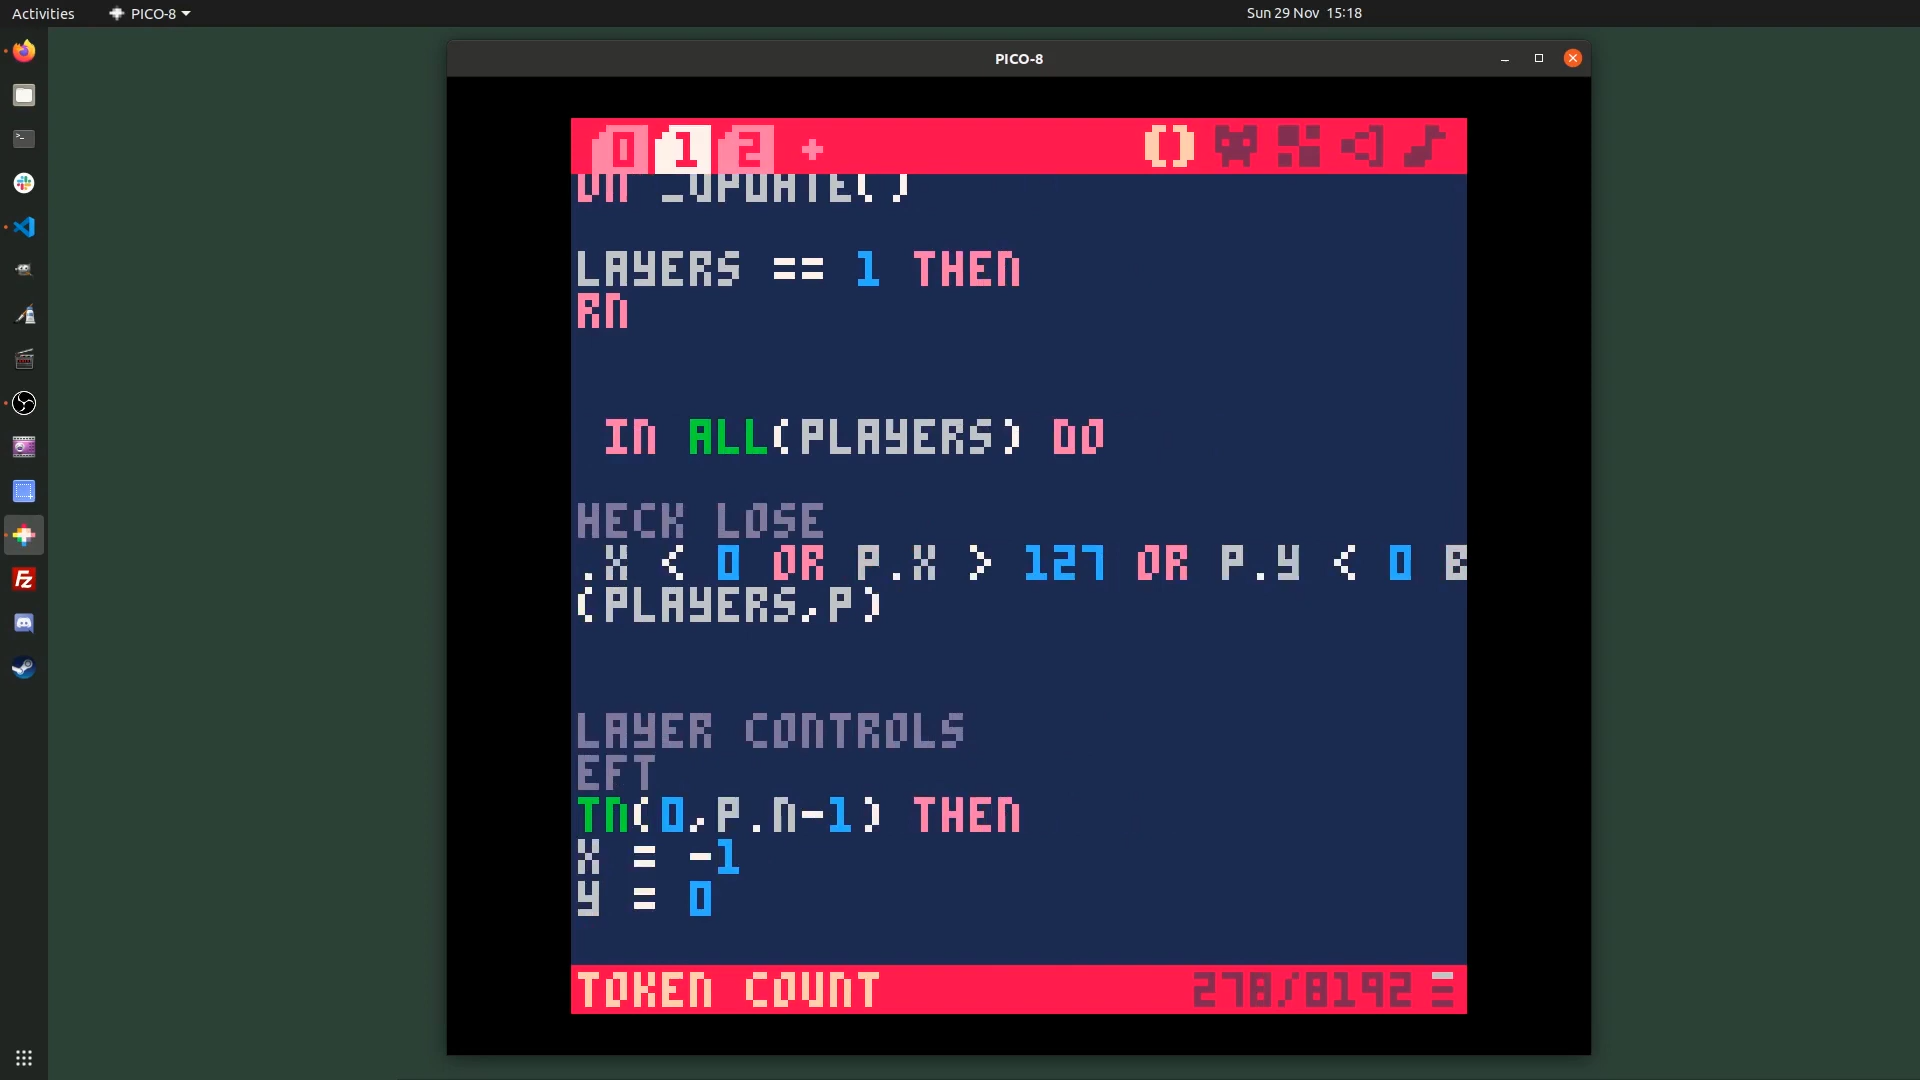 Activities
PICO-8
Sun 29 Nov 15:18
PICO-8
0 1 2 +
ON _UPDATE()
LAYERS == 1 THEN
RN
IN ALL(PLAYERS) DO
HECK LOSE
.X < 0 OR P.X > 127 OR P.Y < 0
(PLAYERS,P)
LAYER CONTROLS
EFT
TN(0,P.N-1) THEN
X = -1
Y = 0
TOKEN COUNT
278/8192